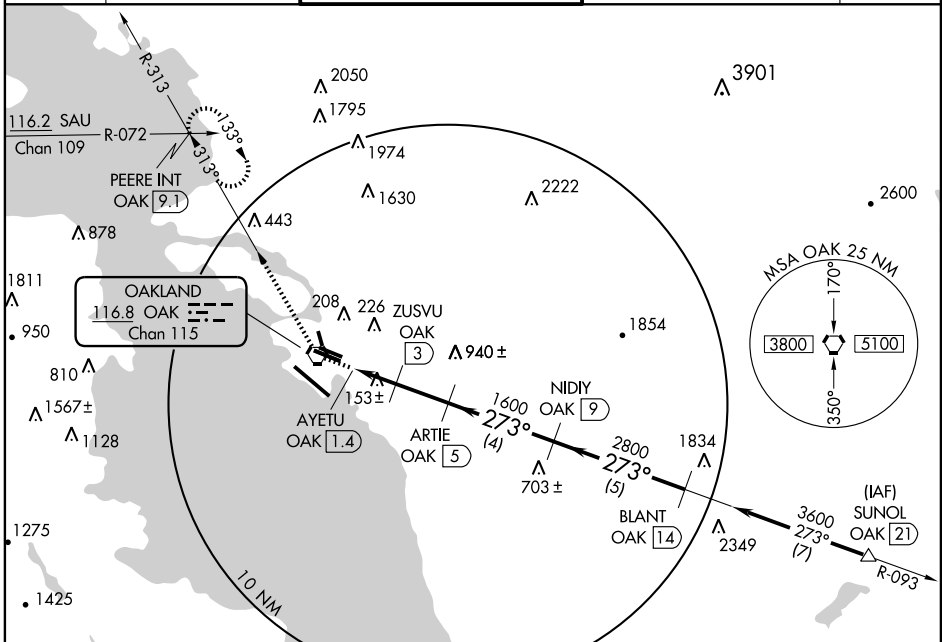 R-313
2050
3901
1795
116.2 SAU
R-072
Chan 109
133°
1974
313°
PEERE INT
OAK 9.1
1630
2222
2600
443
878
MSA OAK 25 NM
1811
OAKLAND
116.8 OAK
Chan 115
170°
208
226
ZUSVU
OAK
3
950
1854
3800
5100
940 ±
810
153±
NIDIY
OAK 9
350°
1567±
AYETU
OAK 1.4
1600
273°
(4)
1128
ARTIE
OAK 5
2800
273°
(5)
1834
703 ±
(IAF)
SUNOL
OAK 21
BLANT
OAK 14
3600
273°
(7)
1275
2349
R-093
10 NM
1425